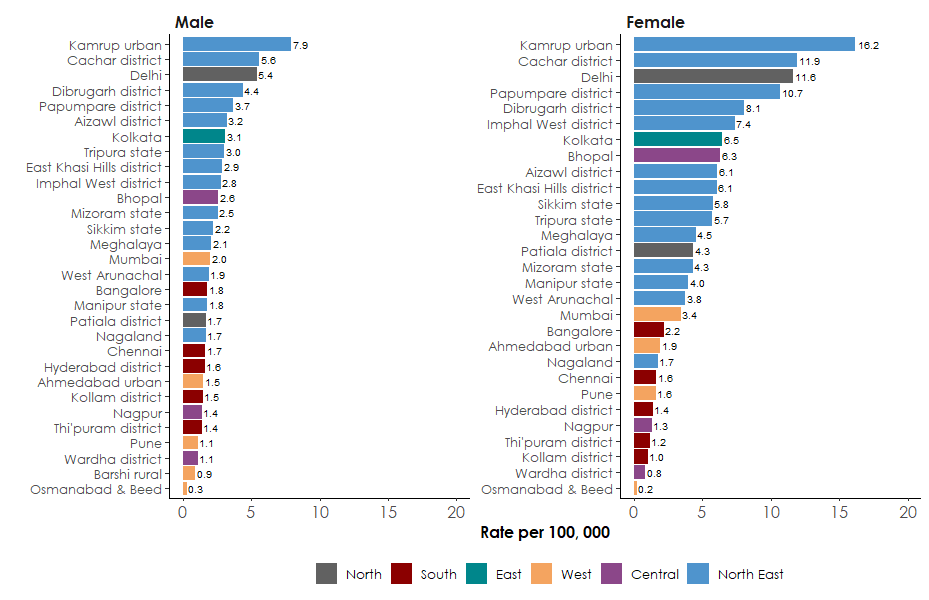 Male
Kamrup urban 7.9
Cachar district 5.6
Delhi 5.4
Dibrugarh district 4.4
Papumpare district 3.7
Aizawl district 3.2
Kolkata 3.1
Tripura state 3.0
East Khasi Hills district 2.9
Imphal West district 2.8
Bhopal 2.6
Mizoram state 2.5
Sikkim state 2.2
Meghalaya 2.1
Mumbai 2.0
West Arunachal 1.9
Bangalore 1.8
Manipur state 1.8
Patiala district 1.7
Nagaland 1.7
Chennai 1.7
Hyderabad district 1.6
Ahmedabad urban 1.5
Kollam district 1.5
Nagpur 1.4
Thi'puram district 1.4
Pune 1.1
Wardha district 1.1
Barshi rural 0.9
Osmanabad & Beed 0.3
0 5 10 15 20
Female
Kamrup urban 16.2
Cachar district 11.9
Delhi 11.6
Papumpare district 10.7
Dibrugarh district 8.1
Imphal West district 7.4
Kolkata 6.5
Bhopal 6.3
Aizawl district 6.1
East Khasi Hills district 6.1
Sikkim state 5.8
Tripura state 5.7
Meghalaya 4.5
Patiala district 4.3
Mizoram state 4.3
Manipur state 4.0
West Arunachal 3.8
Mumbai 3.4
Bangalore 2.2
Ahmedabad urban 1.9
Nagaland 1.7
Chennai 1.6
Pune 1.6
Hyderabad district 1.4
Nagpur 1.3
Thi'puram district 1.2
Kollam district 1.0
Wardha district 0.8
Osmanabad & Beed 0.2
0 5 10 15 20
Rate per 100, 000
North South East West Central North East